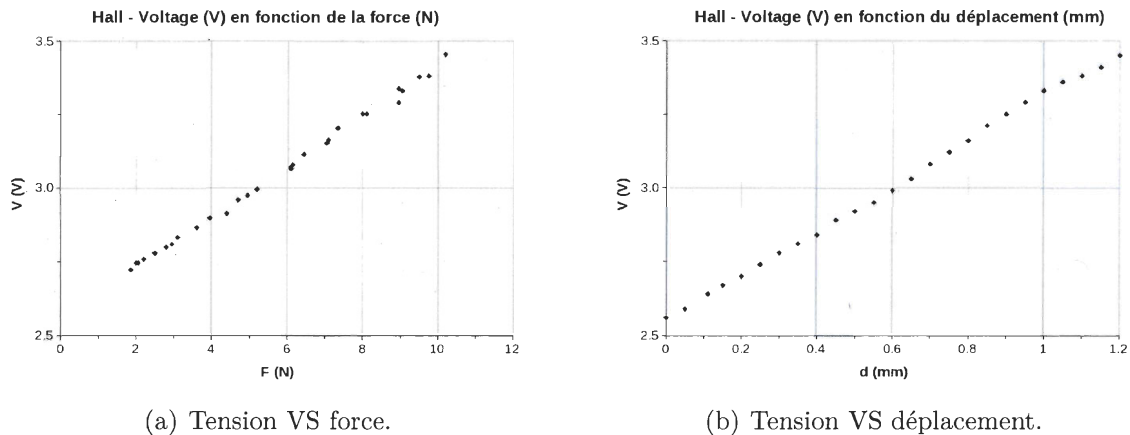 Hall - Voltage (V) en fonction de la force (N)
3.5
3.0
2.5
V (V)
0 2 4 6 8 10 12
F (N)
(a) Tension VS force.
Hall - Voltage (V) en fonction du déplacement (mm)
3.5
3.0
2.5
V (V)
0 0.2 0.4 0.6 0.8 1 1.2
d (mm)
(b) Tension VS déplacement.